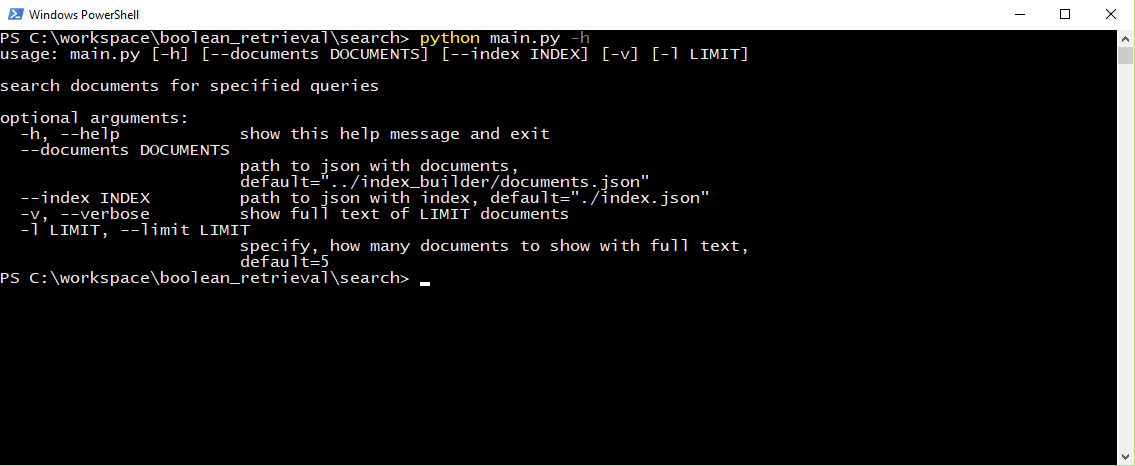 Windows PowerShell
PS C:\workspace\boolean_retrieval\search> python main.py -h
usage: main.py [-h] [--documents DOCUMENTS] [--index INDEX] [-v] [-l LIMIT]
search documents for specified queries
optional arguments:
  -h, --help            show this help message and exit
  --documents DOCUMENTS
                        path to json with documents,
                        default="../index_builder/documents.json"
  --index INDEX         path to json with index, default="./index.json"
  -v, --verbose         show full text of LIMIT documents
  -l LIMIT, --limit LIMIT
                        specify, how many documents to show with full text,
                        default=5
PS C:\workspace\boolean_retrieval\search>